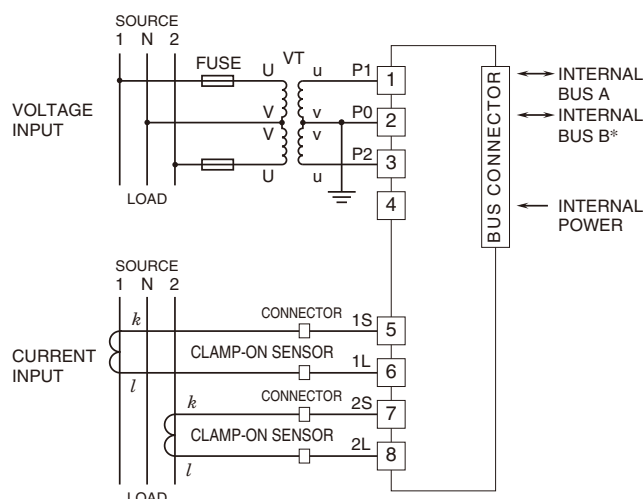 SOURCE
1 N 2
FUSE
VT
U
u
P1
1
V
v
P0
2
V
v
U
u
P2
3
4
VOLTAGE
INPUT
LOAD
BUS CONNECTOR
INTERNAL
BUS A
INTERNAL
BUS B*
INTERNAL
POWER
SOURCE
1 N 2
k
CONNECTOR
1S
5
CURRENT
INPUT
CLAMP-ON SENSOR
l
1L
6
k
CONNECTOR
2S
7
CLAMP-ON SENSOR
l
2L
8
LOAD